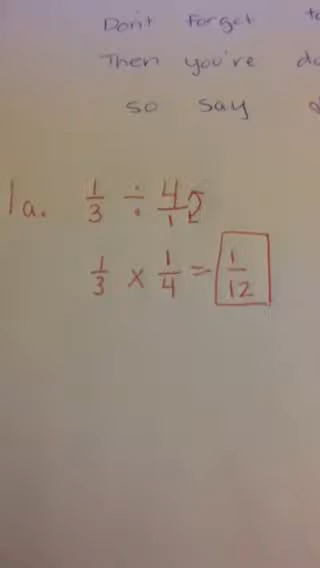 Don't forget
Then you're
so say
1a. 1/3 ÷ 4/1
1/3 x 1/4 = 1/12